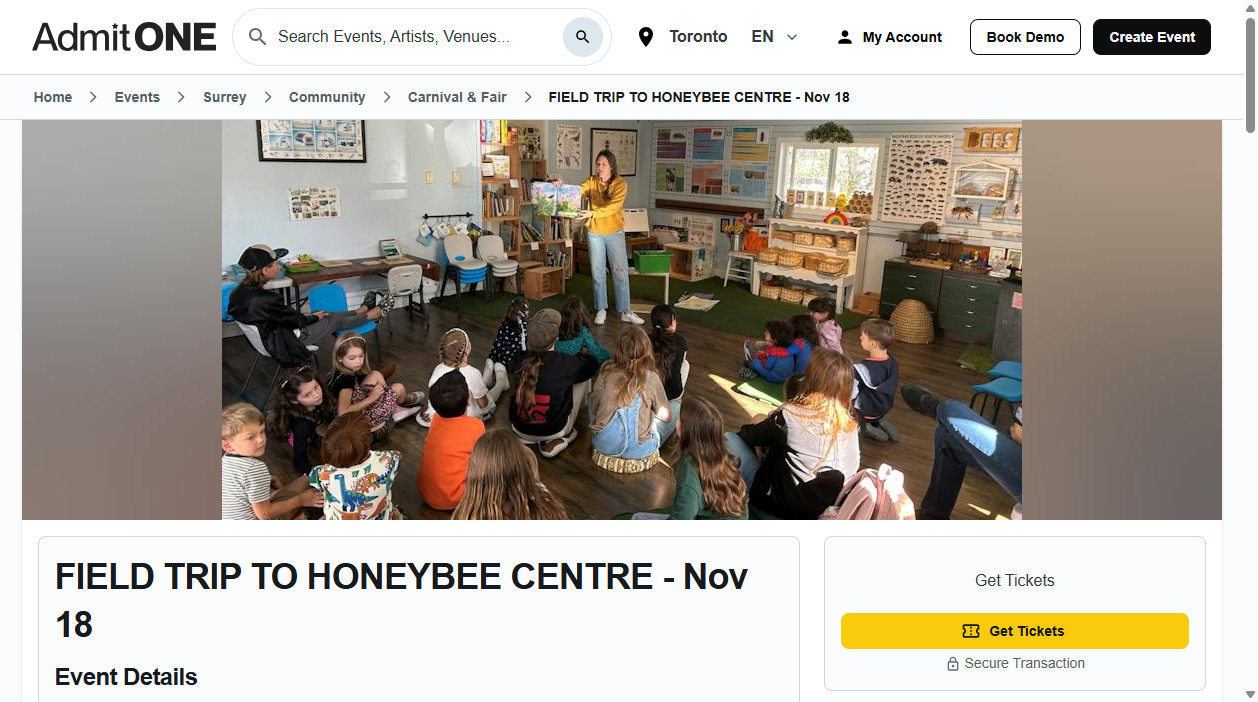 AdmitONE
Search Events, Artists, Venues...
Toronto
EN
My Account
Book Demo
Create Event
Home
Events
Surrey
Community
Carnival & Fair
FIELD TRIP TO HONEYBEE CENTRE - Nov 18
BEES
FIELD TRIP TO HONEYBEE CENTRE - Nov
18
Event Details
Get Tickets
Get Tickets
Secure Transaction